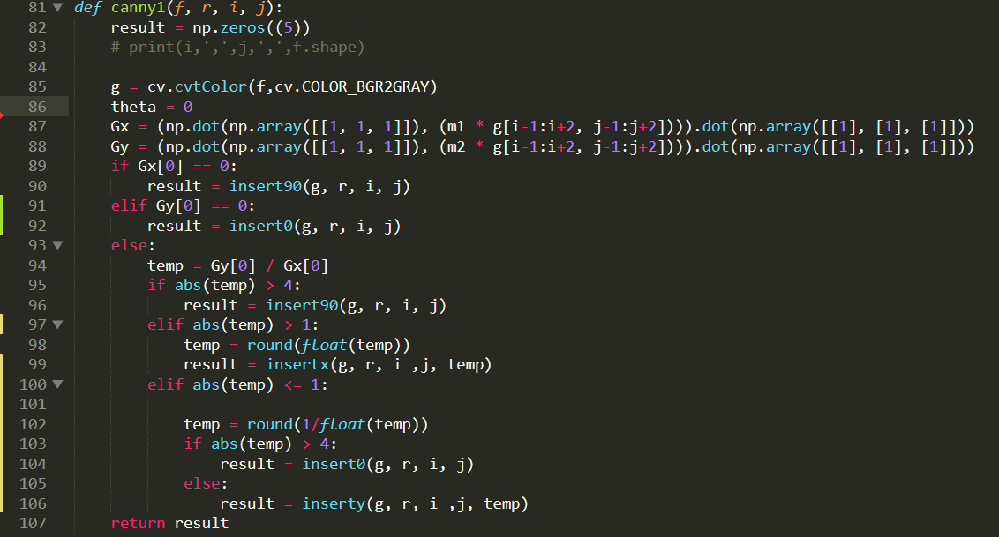 81 def canny1(f, r, i, j):
82 result = np.zeros((5))
83 # print(i,',',j,',',f.shape)
84
85 g = cv.cvtColor(f,cv.COLOR_BGR2GRAY)
86 theta = 0
87 Gx = (np.dot(np.array([[1, 1, 1]]), (m1 * g[i-1:i+2, j-1:j+2]))).dot(np.array([[1], [1], [1]]))
88 Gy = (np.dot(np.array([[1, 1, 1]]), (m2 * g[i-1:i+2, j-1:j+2]))).dot(np.array([[1], [1], [1]]))
89 if Gx[0] == 0:
90 result = insert90(g, r, i, j)
91 elif Gy[0] == 0:
92 result = insert0(g, r, i, j)
93 else:
94 temp = Gy[0] / Gx[0]
95 if abs(temp) > 4:
96 result = insert90(g, r, i, j)
97 elif abs(temp) > 1:
98 temp = round(float(temp))
99 result = insertx(g, r, i ,j, temp)
100 elif abs(temp) <= 1:
101
102 temp = round(1/float(temp))
103 if abs(temp) > 4:
104 result = insert0(g, r, i, j)
105 else:
106 result = inserty(g, r, i ,j, temp)
107 return result